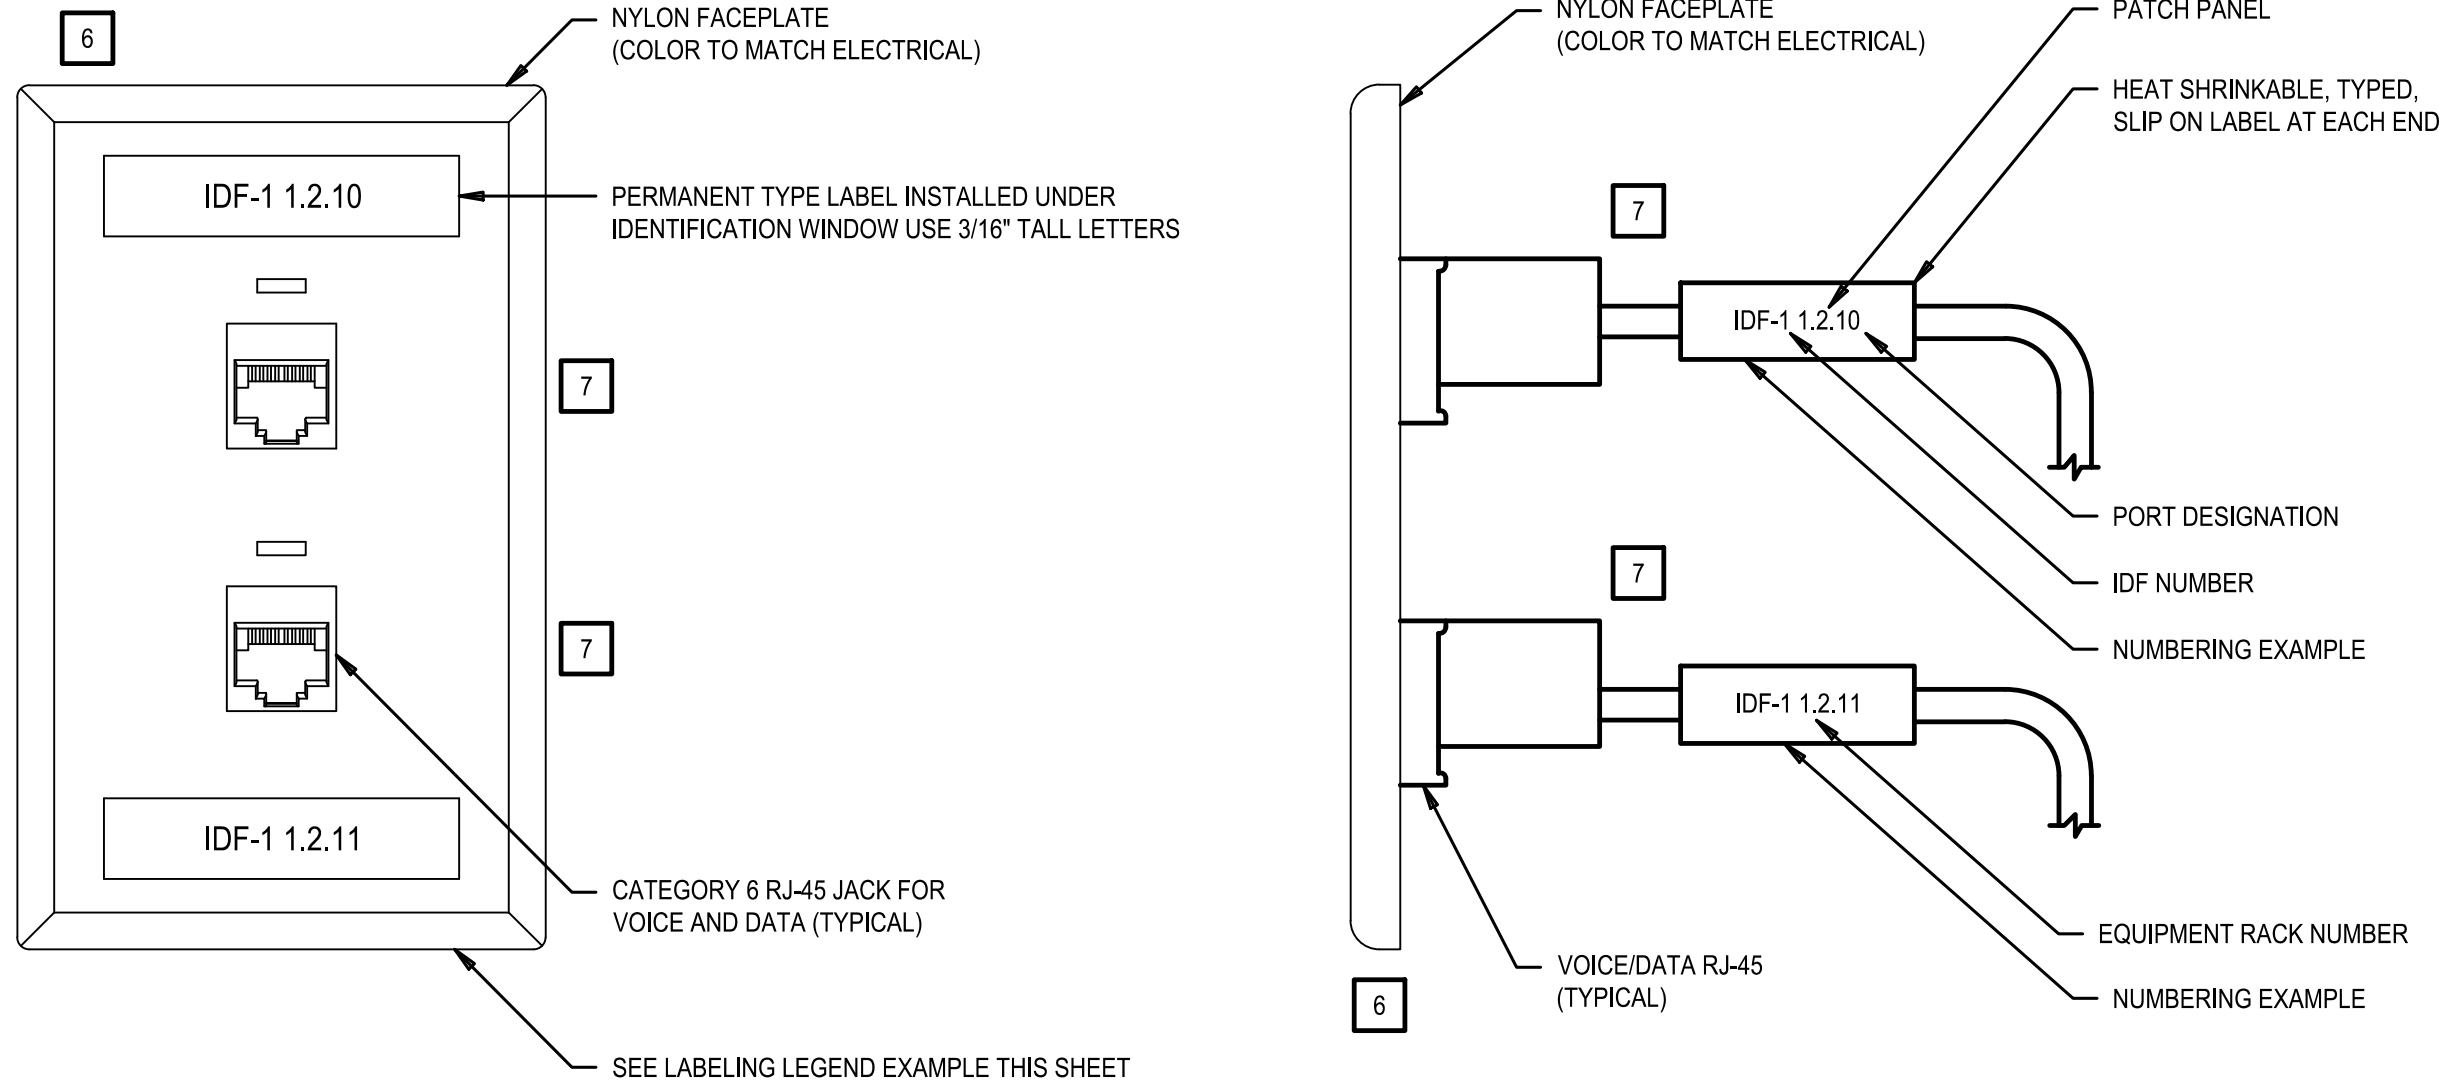 6
NYLON FACEPLATE
(COLOR TO MATCH ELECTRICAL)
IDF-1 1.2.10
PERMANENT TYPE LABEL INSTALLED UNDER
IDENTIFICATION WINDOW USE 3/16" TALL LETTERS
7
7
IDF-1 1.2.11
CATEGORY 6 RJ-45 JACK FOR
VOICE AND DATA (TYPICAL)
SEE LABELING LEGEND EXAMPLE THIS SHEET
NYLON FACEPLATE
(COLOR TO MATCH ELECTRICAL)
PATCH PANEL
HEAT SHRINKABLE, TYPED,
SLIP ON LABEL AT EACH END
7
IDF-1 1.2.10
PORT DESIGNATION
7
IDF NUMBER
NUMBERING EXAMPLE
IDF-1 1.2.11
EQUIPMENT RACK NUMBER
VOICE/DATA RJ-45
(TYPICAL)
NUMBERING EXAMPLE
6